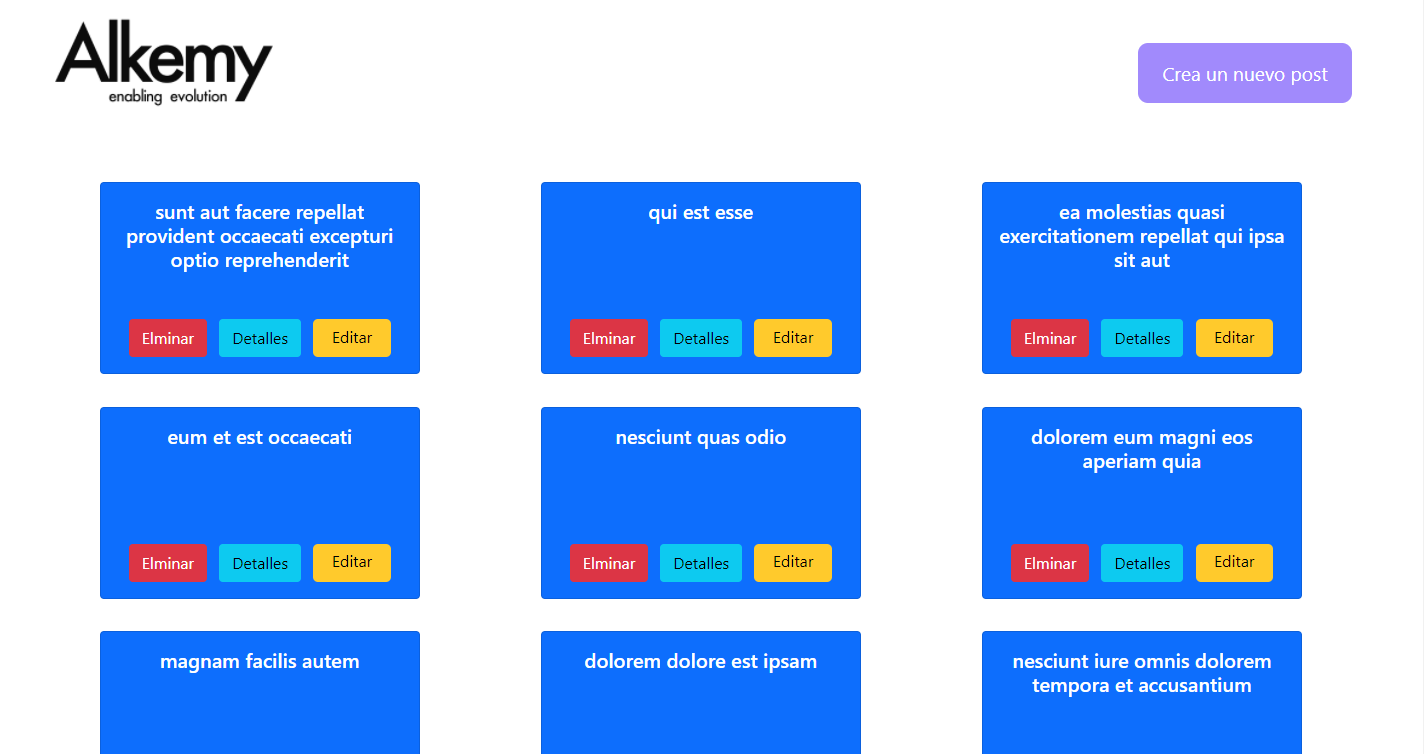 Alkemy
enabling evolution
Crea un nuevo post
sunt aut facere repellat
provident occaecati excepturi
optio reprehenderit
Elminar Detalles Editar
qui est esse
Elminar Detalles Editar
ea molestias quasi
exercitationem repellat qui ipsa
sit aut
Elminar Detalles Editar
eum et est occaecati
Elminar Detalles Editar
nesciunt quas odio
Elminar Detalles Editar
dolorem eum magni eos
aperiam quia
Elminar Detalles Editar
magnam facilis autem
dolorem dolore est ipsam
nesciunt iure omnis dolorem
tempora et accusantium